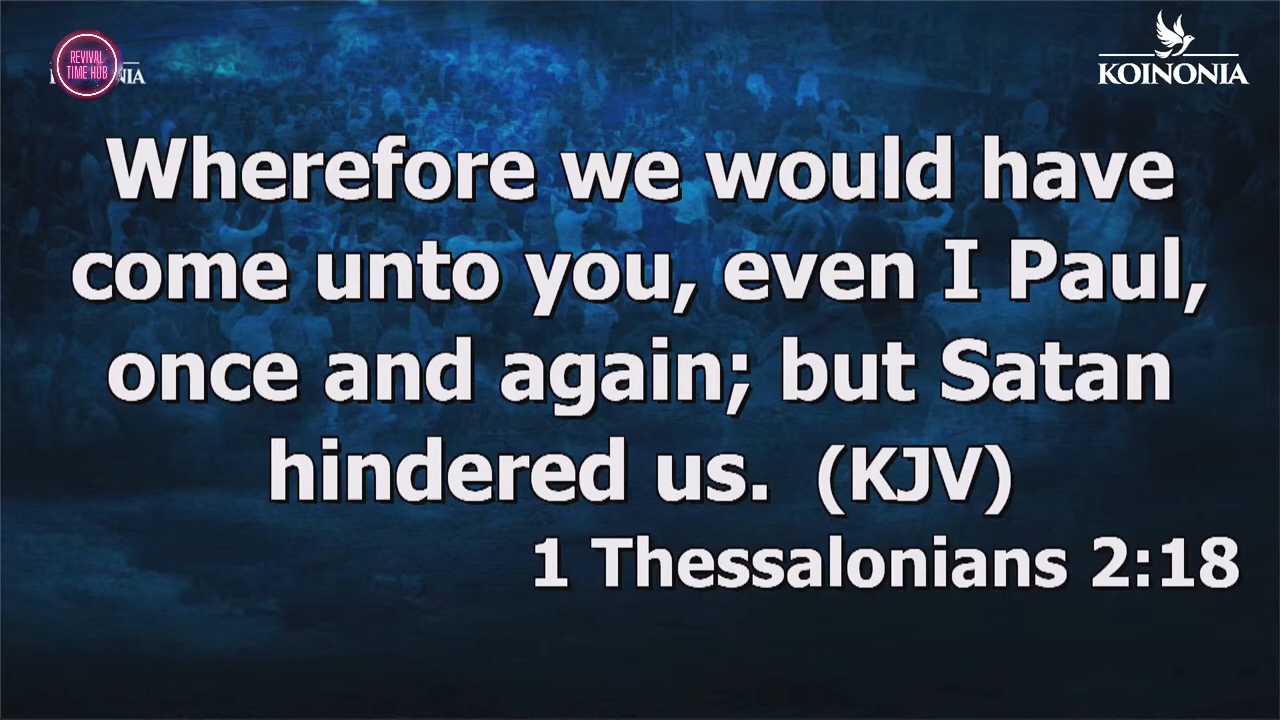 REVIVAL
TIME HUB
NIA
KOINONIA
Wherefore we would have
come unto you, even I Paul,
once and again; but Satan
hindered us. (KJV)
1 Thessalonians 2:18